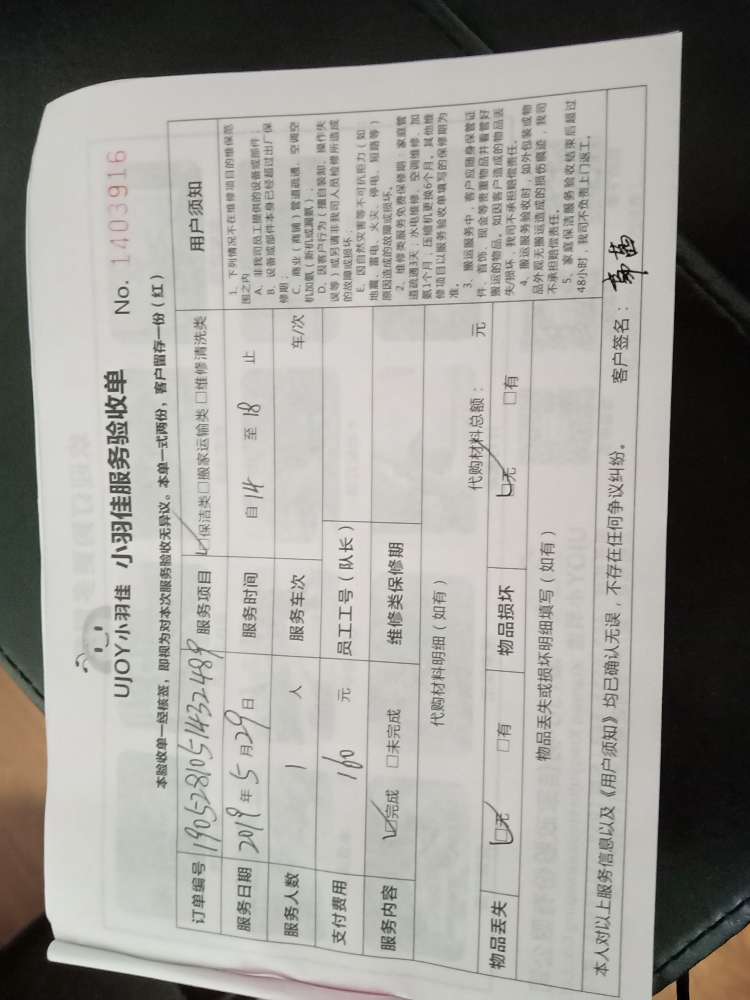 UJOY小羽佳 小羽佳服务验收单 No. 1403916
本验收单一经核签，即视为对本次服务验收无异议。本单一式两份，客户留存一份（红）
订单编号 190528105143248 服务项目 ☑保洁类□搬家运输类□维修清洗类
服务日期 2019年5月29日 服务时间 自14至18止
服务人数 1 人 服务车次 车/次
支付费用 160 元 员工工号（队长）
服务内容 ☑完成 □未完成 维修类保修期
代购材料明细（如有） 代购材料总额： 元
物品丢失 ☑无 □有 物品损坏 ☑无 □有
物品丢失或损坏明细填写（如有）
用户须知
1、下列情况不在维修项目的维保范
围之内
A、非我司员工提供的设备或部件；
B、设备或部件本身已经超过出厂保
修期；
C、商业（商铺）管道疏通、空调空
机加氨（新机或漏氨）；
D、因客户行为（擅自装卸、操作失
误等）或另请非我司人员检修所造成
的故障或损坏；
E、因自然灾害等不可抗拒力（如
地震、雷电、火灾、停电、短路等）
原因造成的故障或损坏。
2、维修类服务免费保修期：家庭管
道疏通3天；水电维修、空调维修、加
氨1个月；压缩机更换6个月。其他维
修项目以服务验收单填写的保修期为
准。
3、搬运服务中，客户应随身保管证
件、首饰、现金等贵重物品并看管好
搬运的物品。如因客户造成的物品丢
失/损坏，我司不承担赔偿责任。
4、搬运服务验收时，如外包装或物
品外观无搬运造成的损伤痕迹，我司
不承担赔偿责任。
5、家庭保洁服务验收结束后超过
48小时，我司不负责上门返工。
本人对以上服务信息以及《用户须知》均已确认无误，不存在任何争议纠纷。 客户签名：